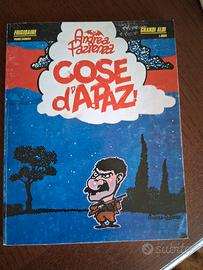 FRIGIDAIRE
GRANDI ALBI
Andrea
Pazienza
COSE
d'APAZ!
subito